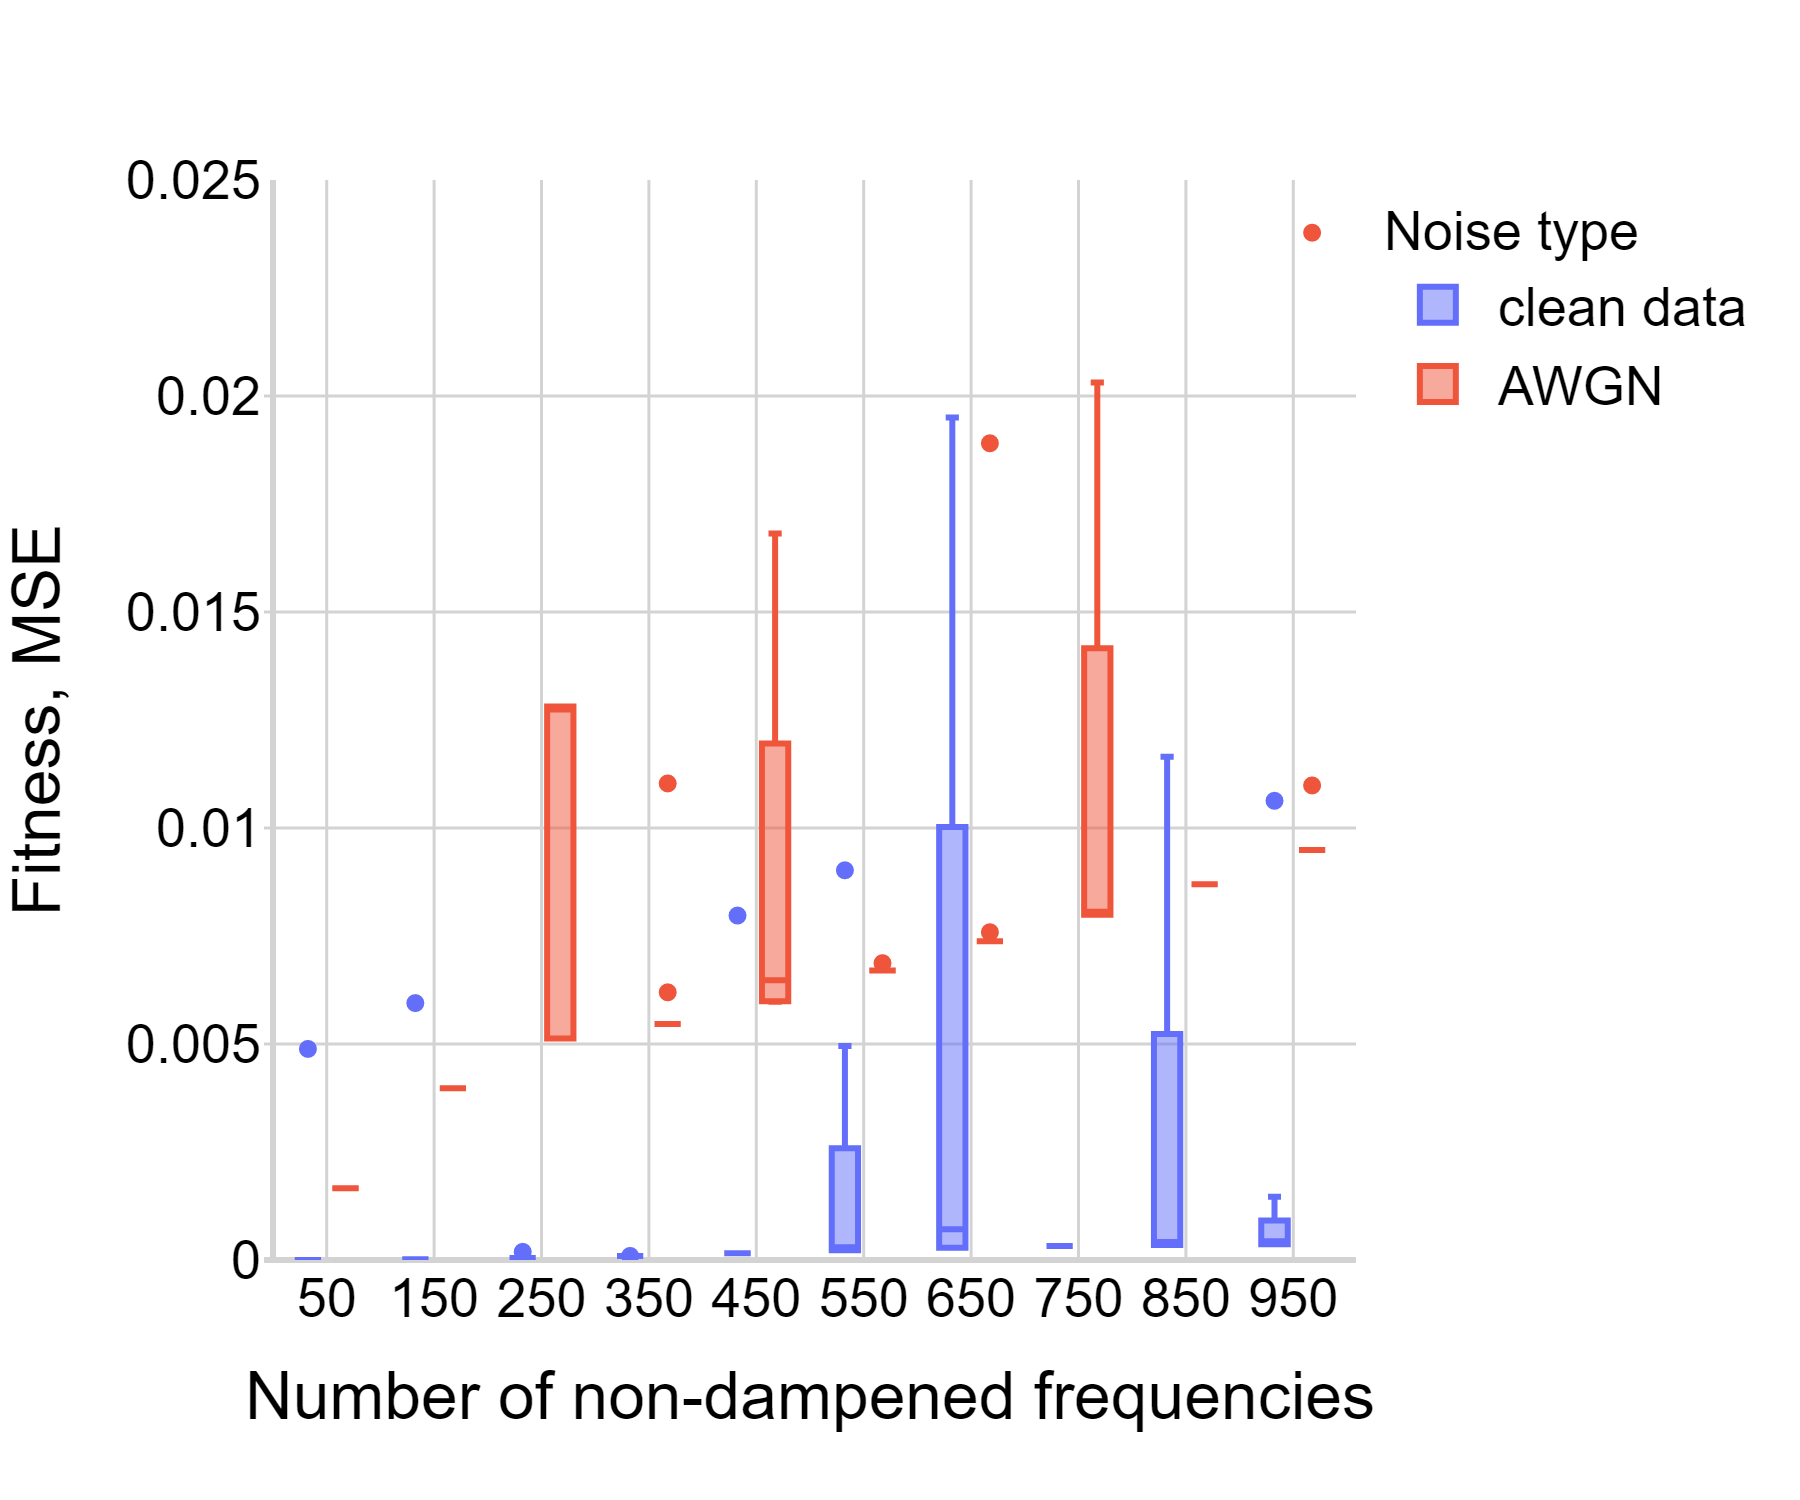 0.025
0.02
0.015
0.01
0.005
0
50 150 250 350 450 550 650 750 850 950
Number of non-dampened frequencies
Fitness, MSE
Noise type
clean data
AWGN